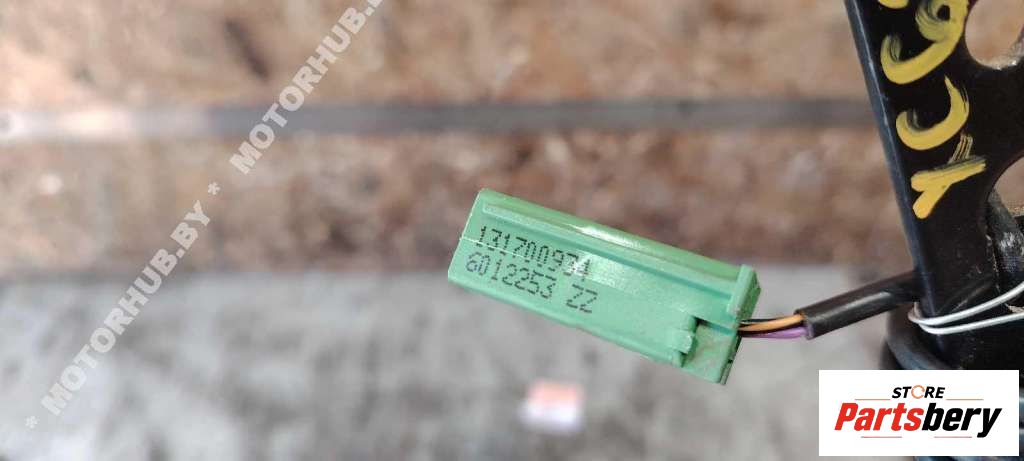 * MOTORHUB.BY * MOTORHUB.BY
131700934
6012253 ZZ
STORE
Partsbery